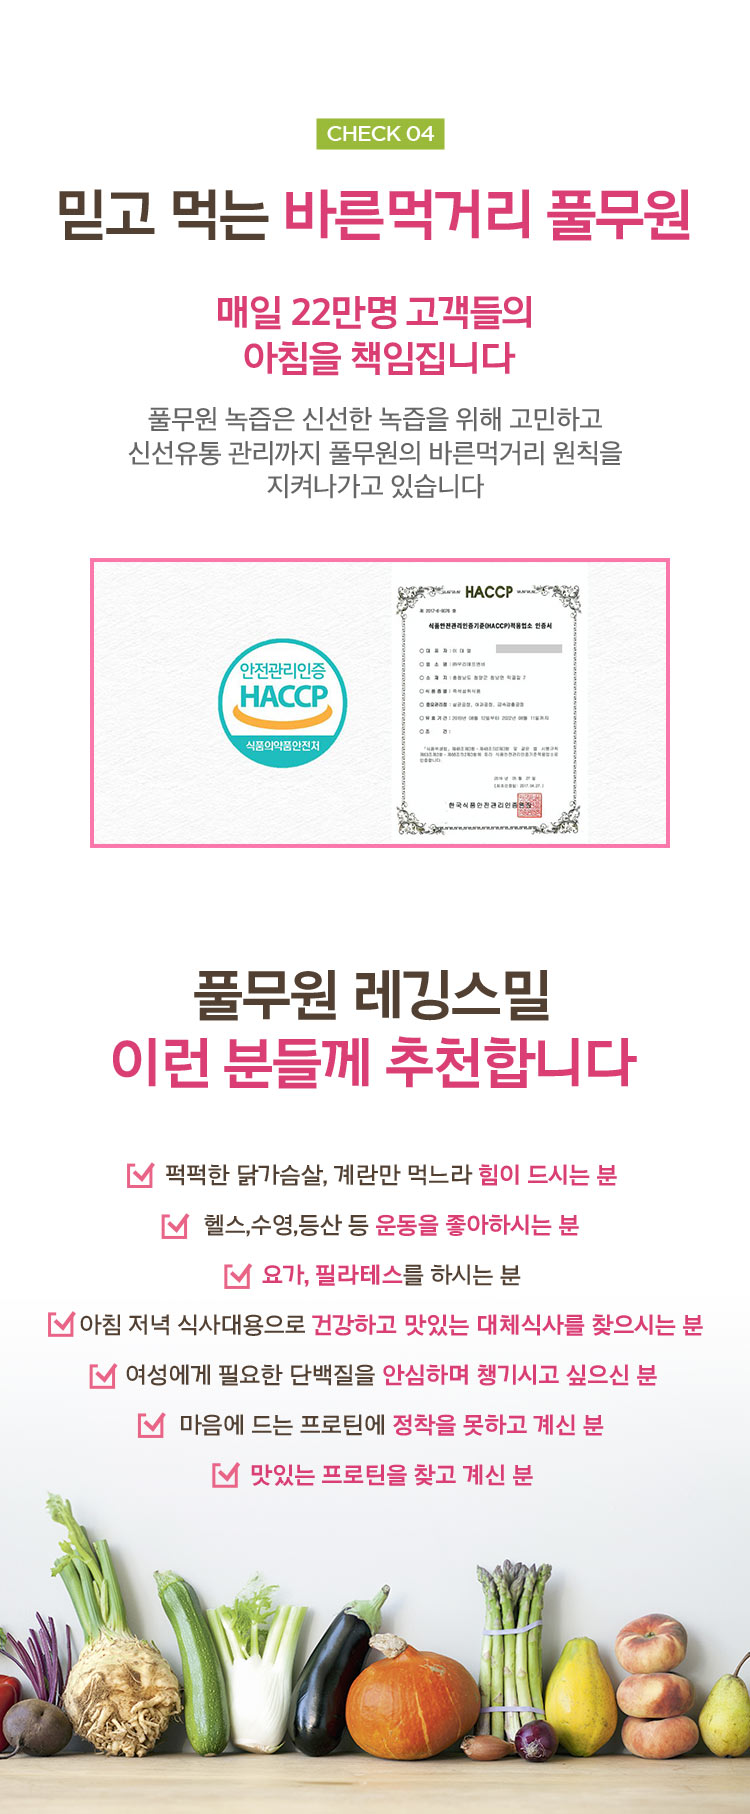 CHECK 04
믿고 먹는 바른먹거리 풀무원
매일 22만명 고객들의
아침을 책임집니다
풀무원 녹즙은 신선한 녹즙을 위해 고민하고
신선유통 관리까지 풀무원의 바른먹거리 원칙을
지켜나가고 있습니다
안전관리인증
HACCP
식품의약품안전처
HACCP
식품안전관리인증기준(HACCP)적용업소 인증서
한국식품안전관리인증원장
풀무원 레깅스밀
이런 분들께 추천합니다
퍽퍽한 닭가슴살, 계란만 먹느라 힘이 드시는 분
헬스,수영,등산 등 운동을 좋아하시는 분
요가, 필라테스를 하시는 분
아침 저녁 식사대용으로 건강하고 맛있는 대체식사를 찾으시는 분
여성에게 필요한 단백질을 안심하며 챙기시고 싶으신 분
마음에 드는 프로틴에 정착을 못하고 계신 분
맛있는 프로틴을 찾고 계신 분